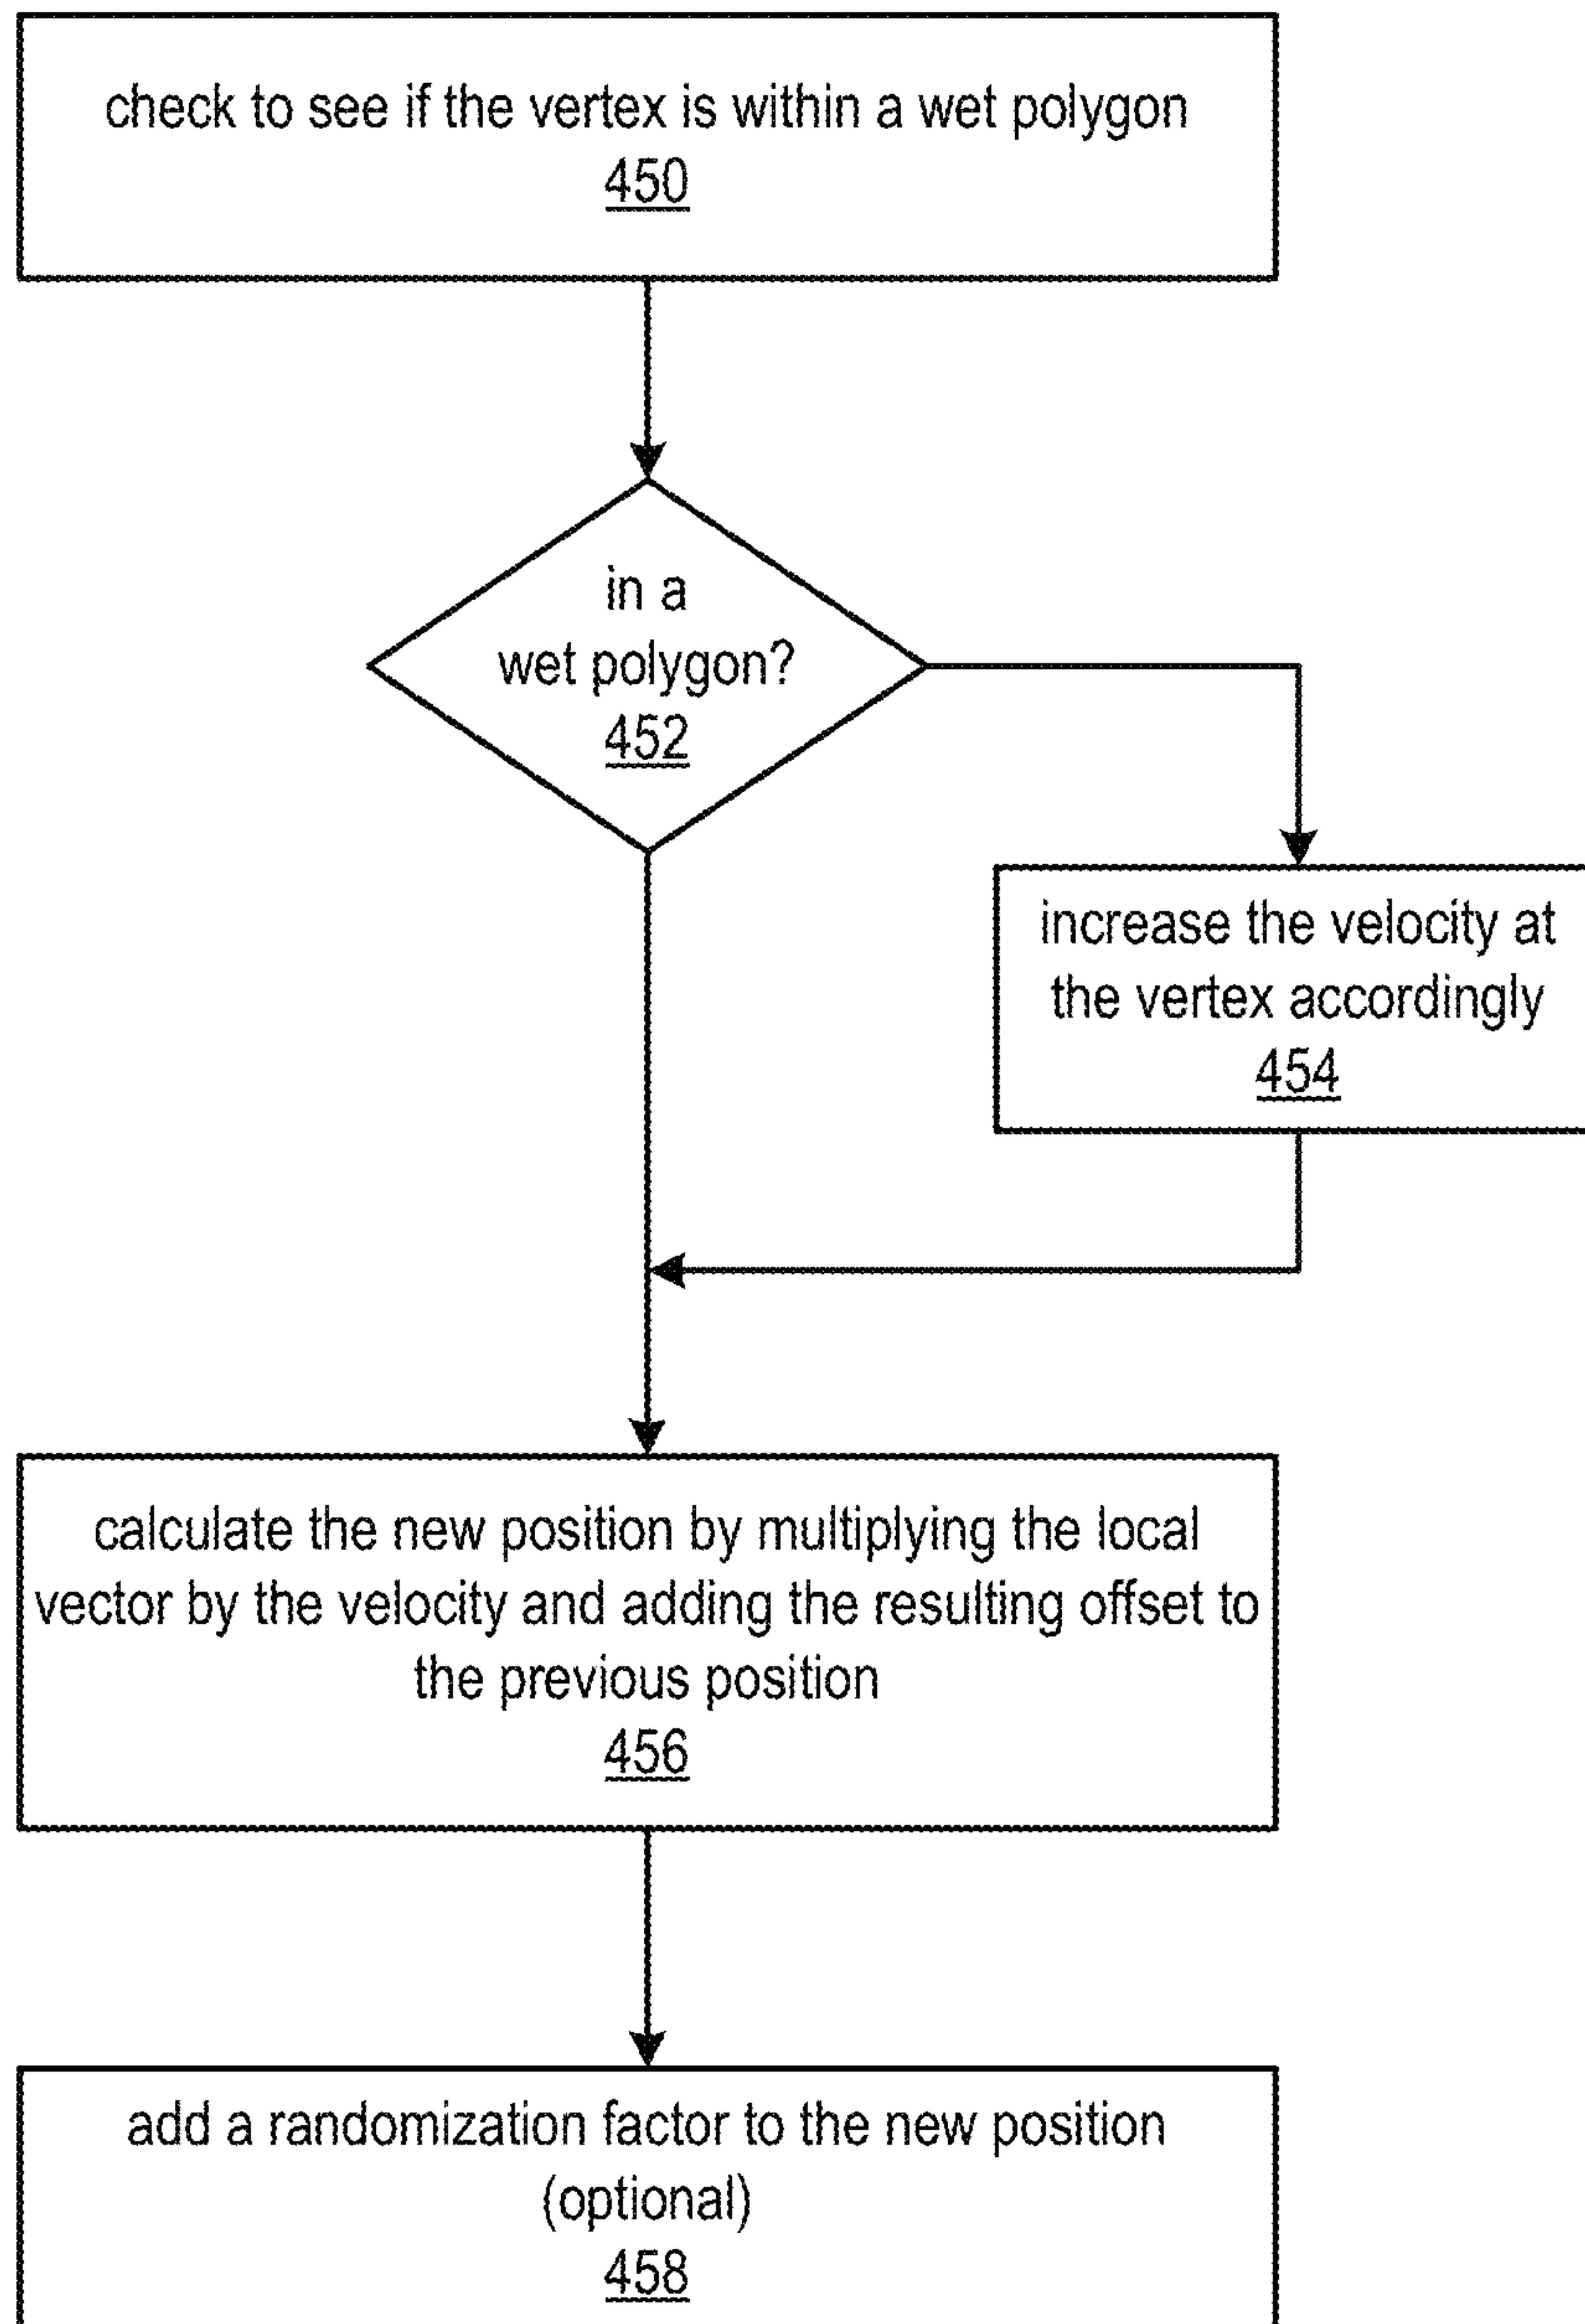 check to see if the vertex is within a wet polygon
450
in a
wet polygon?
452
increase the velocity at
the vertex accordingly
454
calculate the new position by multiplying the local
vector by the velocity and adding the resulting offset to
the previous position
456
add a randomization factor to the new position
(optional)
458